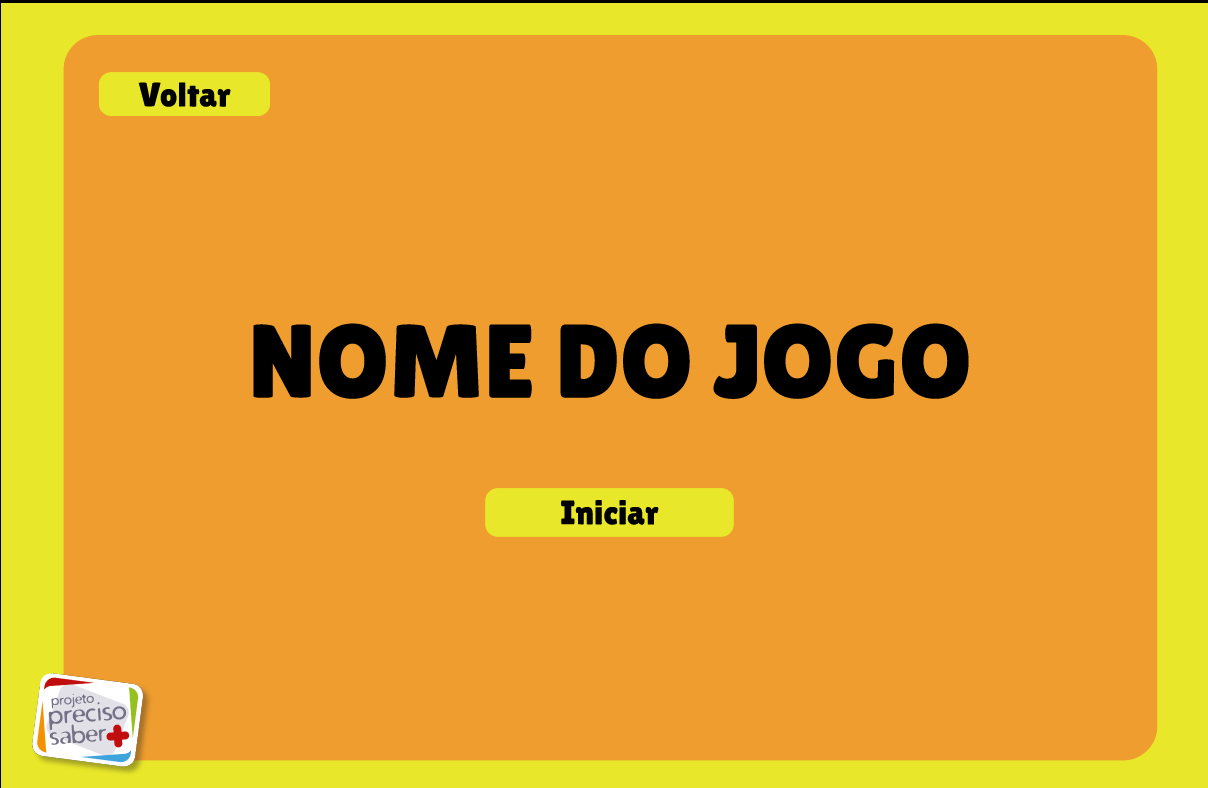 Voltar
NOME DO JOGO
Iniciar
projeto
preciso
saber+